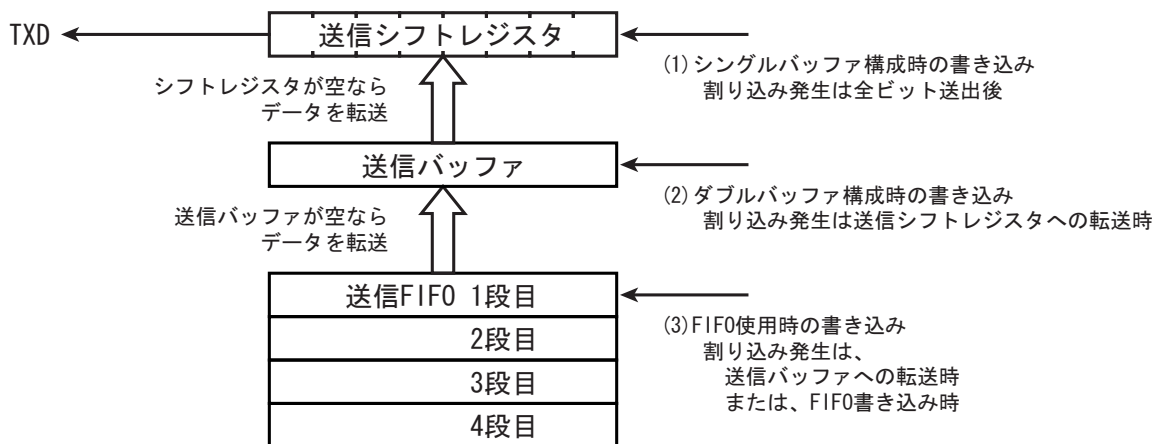 TXD
送信シフトレジスタ
(1)シングルバッファ構成時の書き込み
割り込み発生は全ビット送出後
シフトレジスタが空なら
データを転送
送信バッファ
(2)ダブルバッファ構成時の書き込み
割り込み発生は送信シフトレジスタへの転送時
送信バッファが空なら
データを転送
送信FIFO 1段目
2段目
3段目
4段目
(3)FIFO使用時の書き込み
割り込み発生は、
送信バッファへの転送時
または、FIFO書き込み時